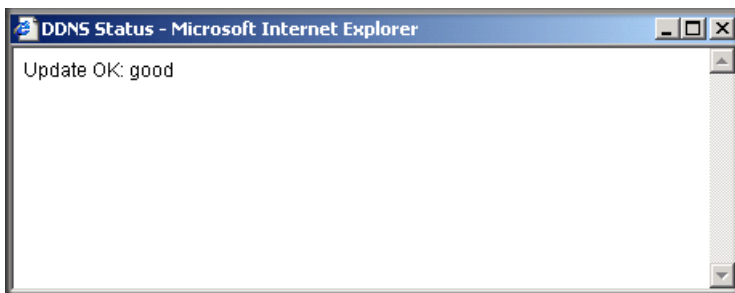 DDNS Status - Microsoft Internet Explorer
Update OK: good